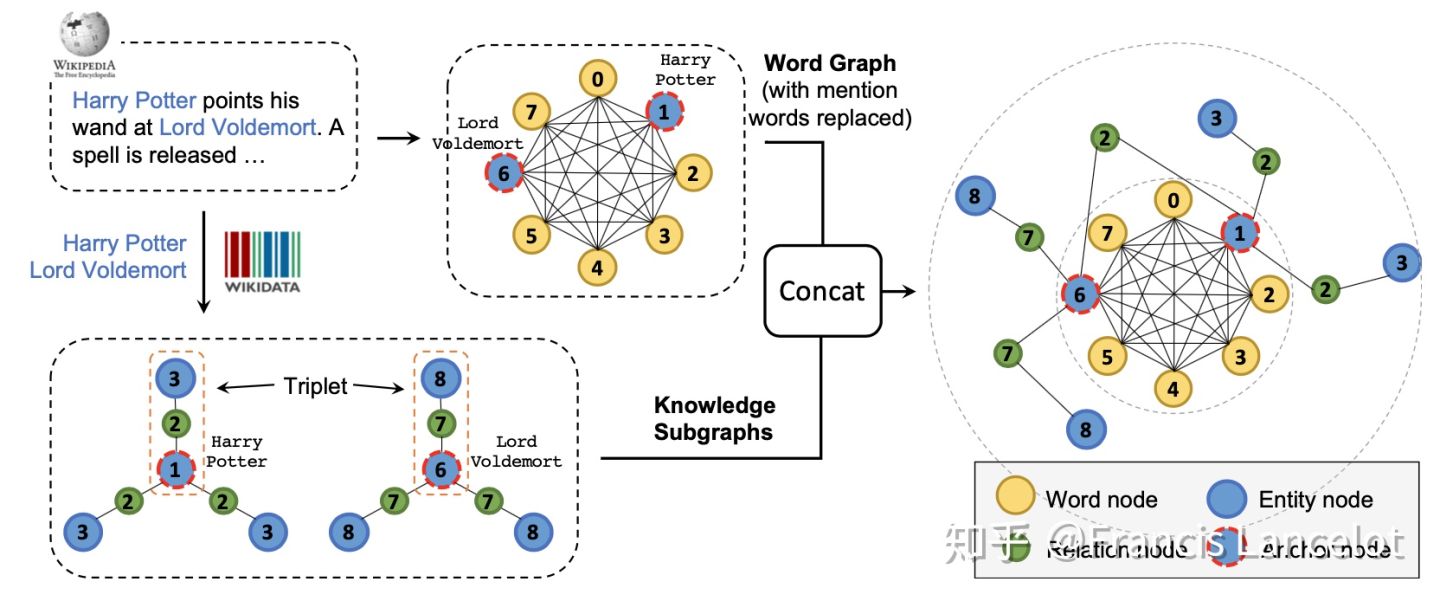 WIKIPEDIA
The Free Encyclopedia
Harry Potter points his
wand at Lord Voldemort. A
spell is released …
Harry Potter
Lord Voldemort
WIKIDATA
0
Harry
Potter
1
7
Lord
Voldemort
6
2
5
3
4
Word Graph
(with mention
words replaced)
Concat
3
8
Triplet
2
7
Harry
Potter
Lord
Voldemort
1
6
2
2
7
7
3
3
8
8
Knowledge
Subgraphs
3
2
2
8
0
7
1
7
3
6
2
2
7
5
3
4
8
Word node
Entity node
Relation node
Anchor node
知乎 @Francis Lancelot